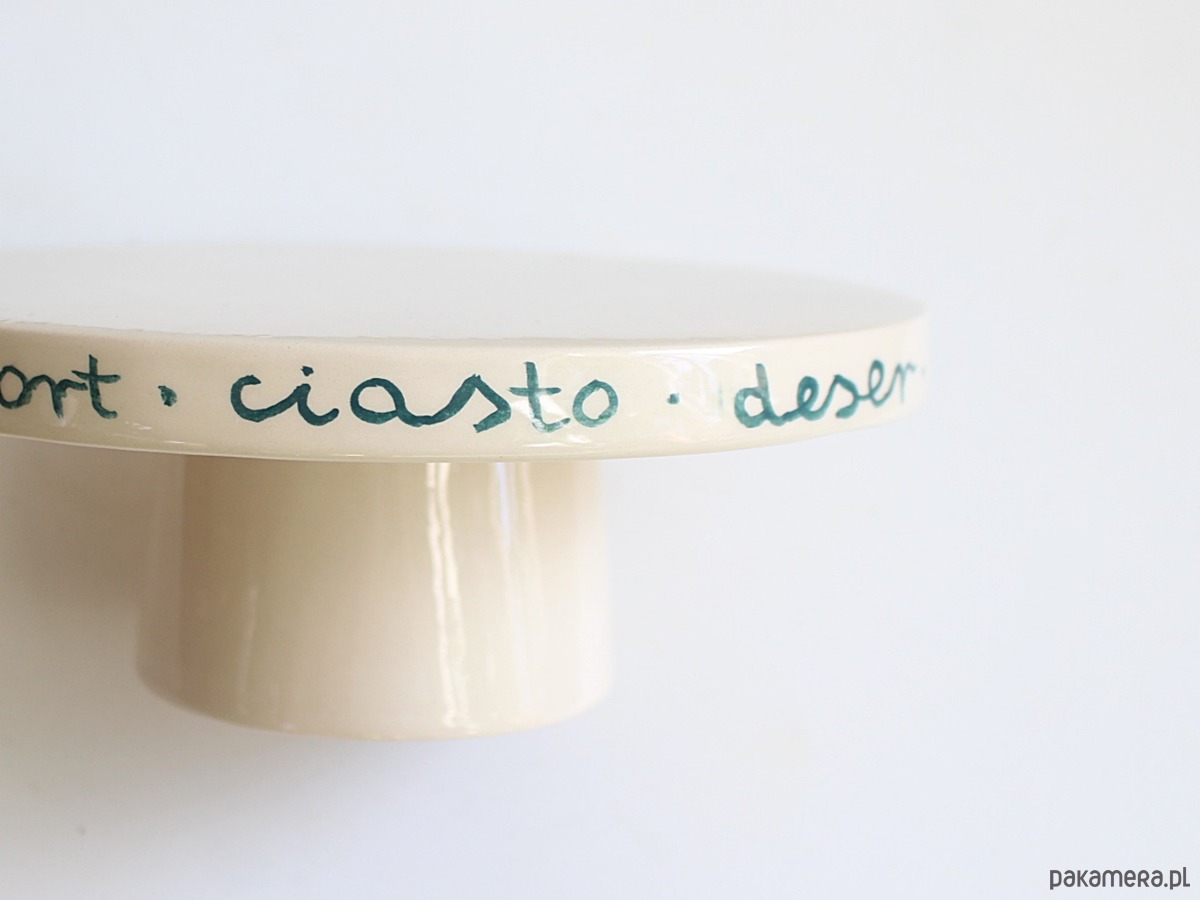 ort · ciasto · deser ·
pakamera.pl